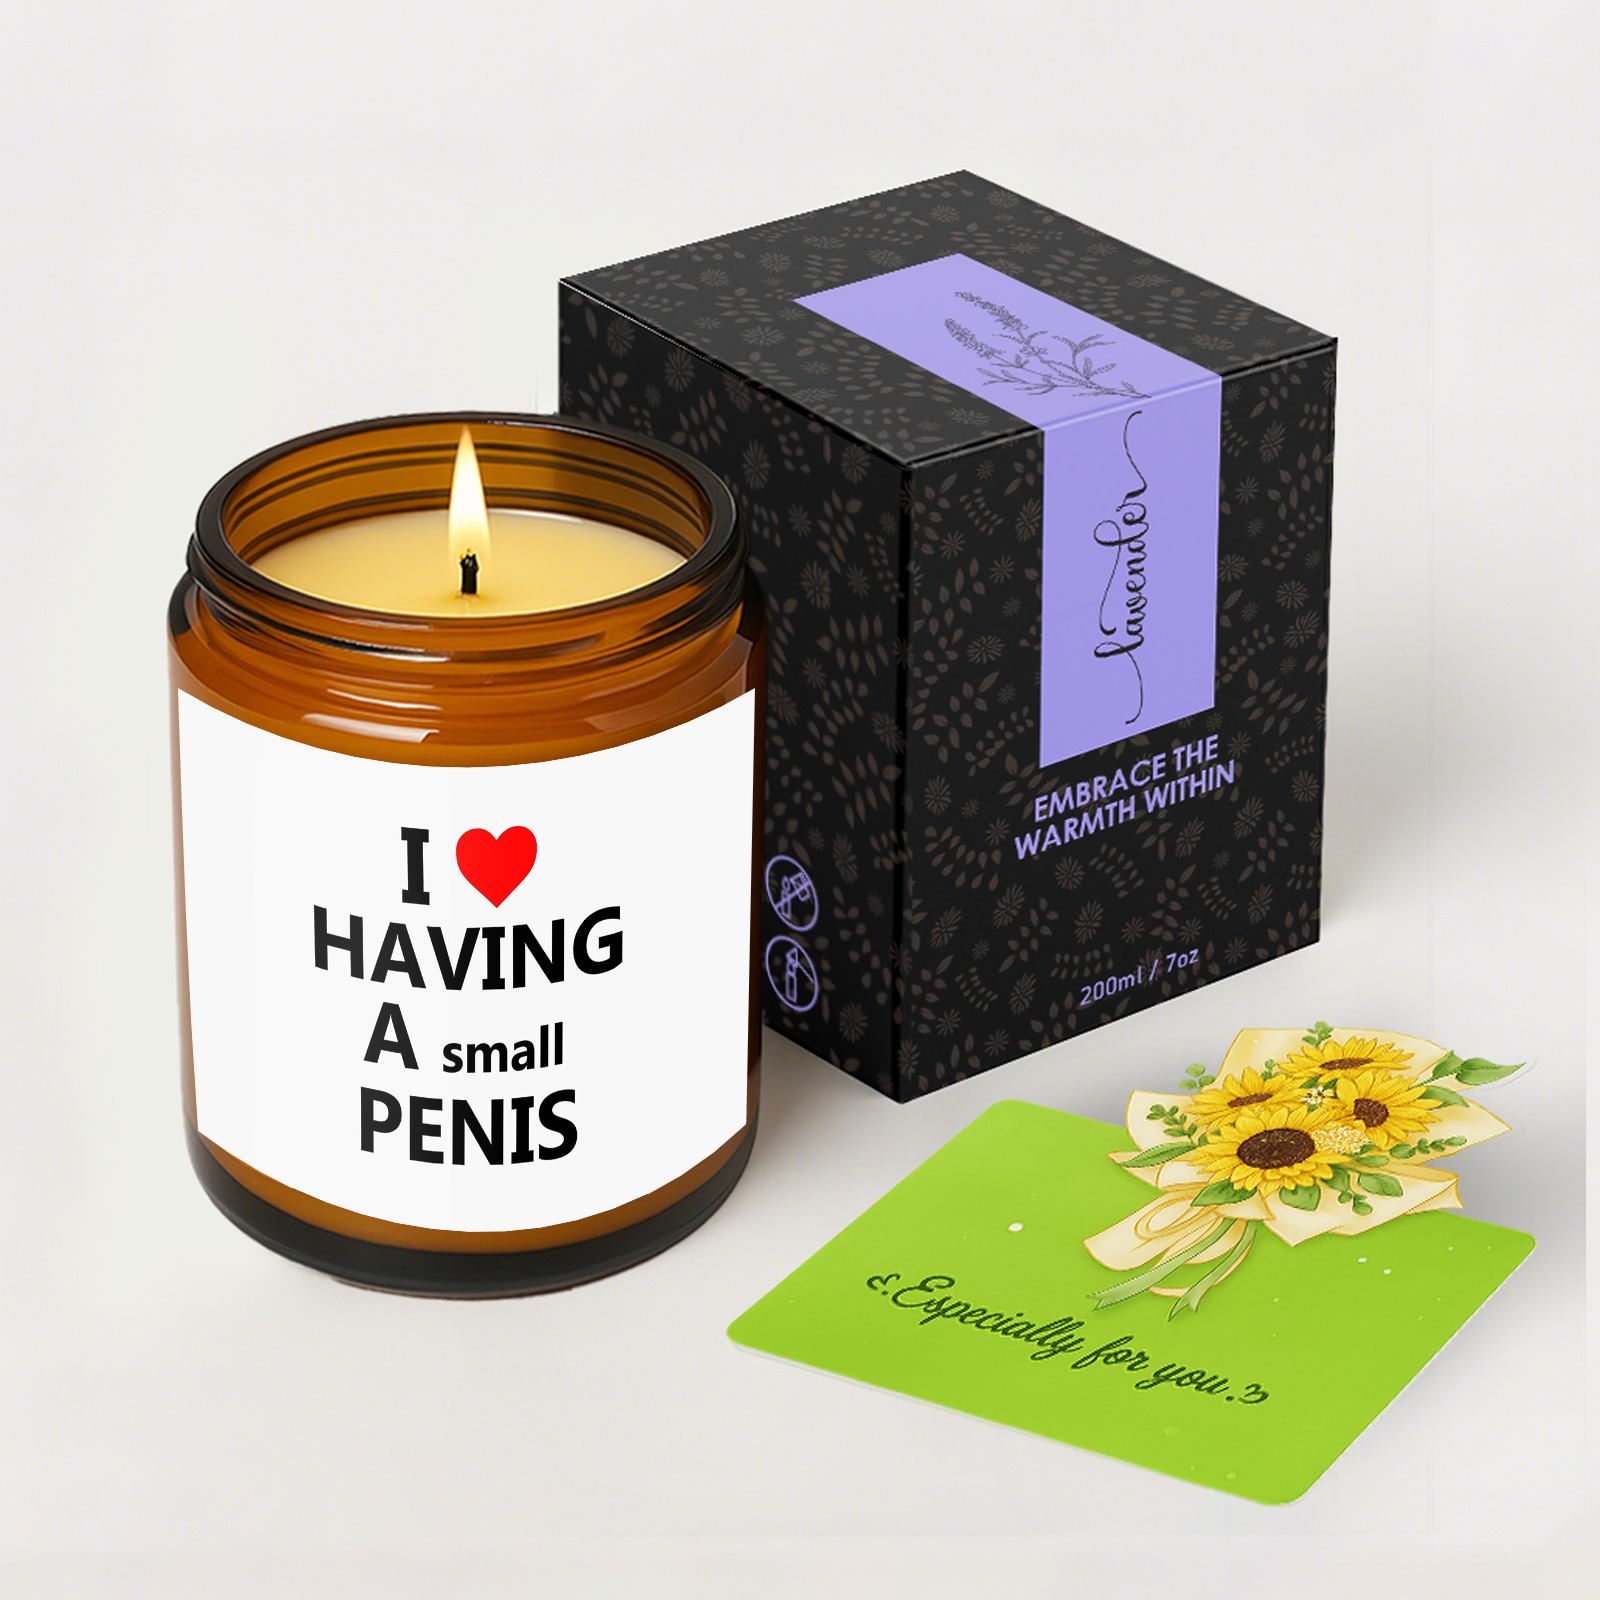 I ❤
HAVING
A small
PENIS
lavender
EMBRACE THE
WARMTH WITHIN
200ml / 7oz
Especially for you.